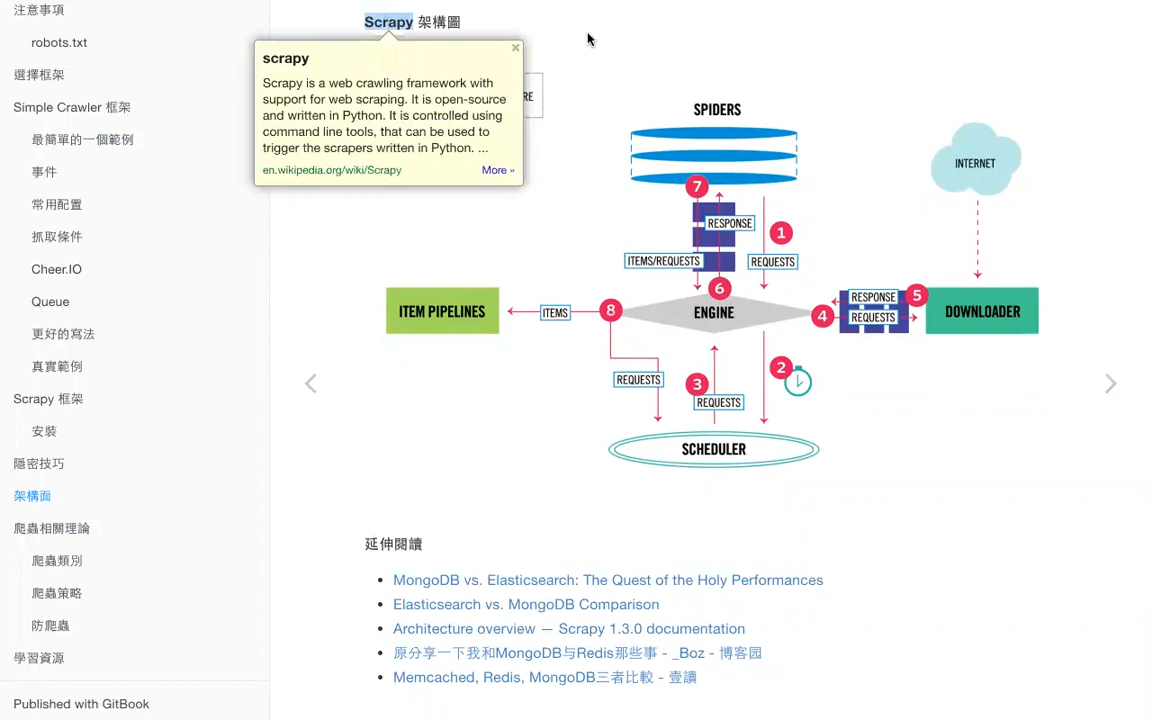 注意事項
robots.txt
選擇框架
Simple Crawler 框架
最簡單的一個範例
事件
常用配置
抓取條件
Cheer.IO
Queue
更好的寫法
真實範例
Scrapy 框架
安裝
隱密技巧
架構面
爬蟲相關理論
爬蟲類別
爬蟲策略
防爬蟲
學習資源
Published with GitBook
Scrapy 架構圖
scrapy
Scrapy is a web crawling framework with
support for web scraping. It is open-source
and written in Python. It is controlled using
command line tools, that can be used to
trigger the scrapers written in Python. ...
en.wikipedia.org/wiki/Scrapy
More »
RE
SPIDERS
INTERNET
7
RESPONSE
1
ITEMS/REQUESTS
REQUESTS
6
RESPONSE
5
ITEM PIPELINES
ITEMS
8
ENGINE
4
REQUESTS
DOWNLOADER
REQUESTS
3
2
REQUESTS
SCHEDULER
延伸閱讀
MongoDB vs. Elasticsearch: The Quest of the Holy Performances
Elasticsearch vs. MongoDB Comparison
Architecture overview — Scrapy 1.3.0 documentation
原分享一下我和MongoDB与Redis那些事 - _Boz - 博客园
Memcached, Redis, MongoDB三者比較 - 壹讀